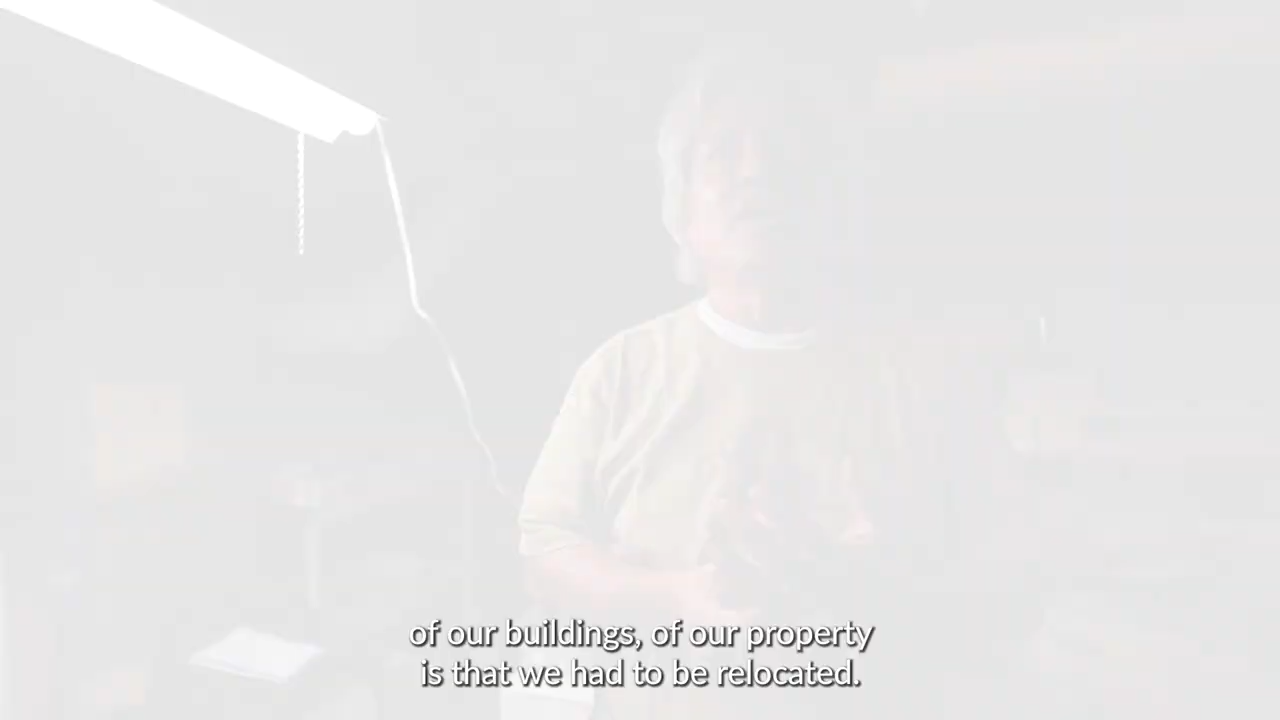 of our buildings, of our property
is that we had to be relocated.